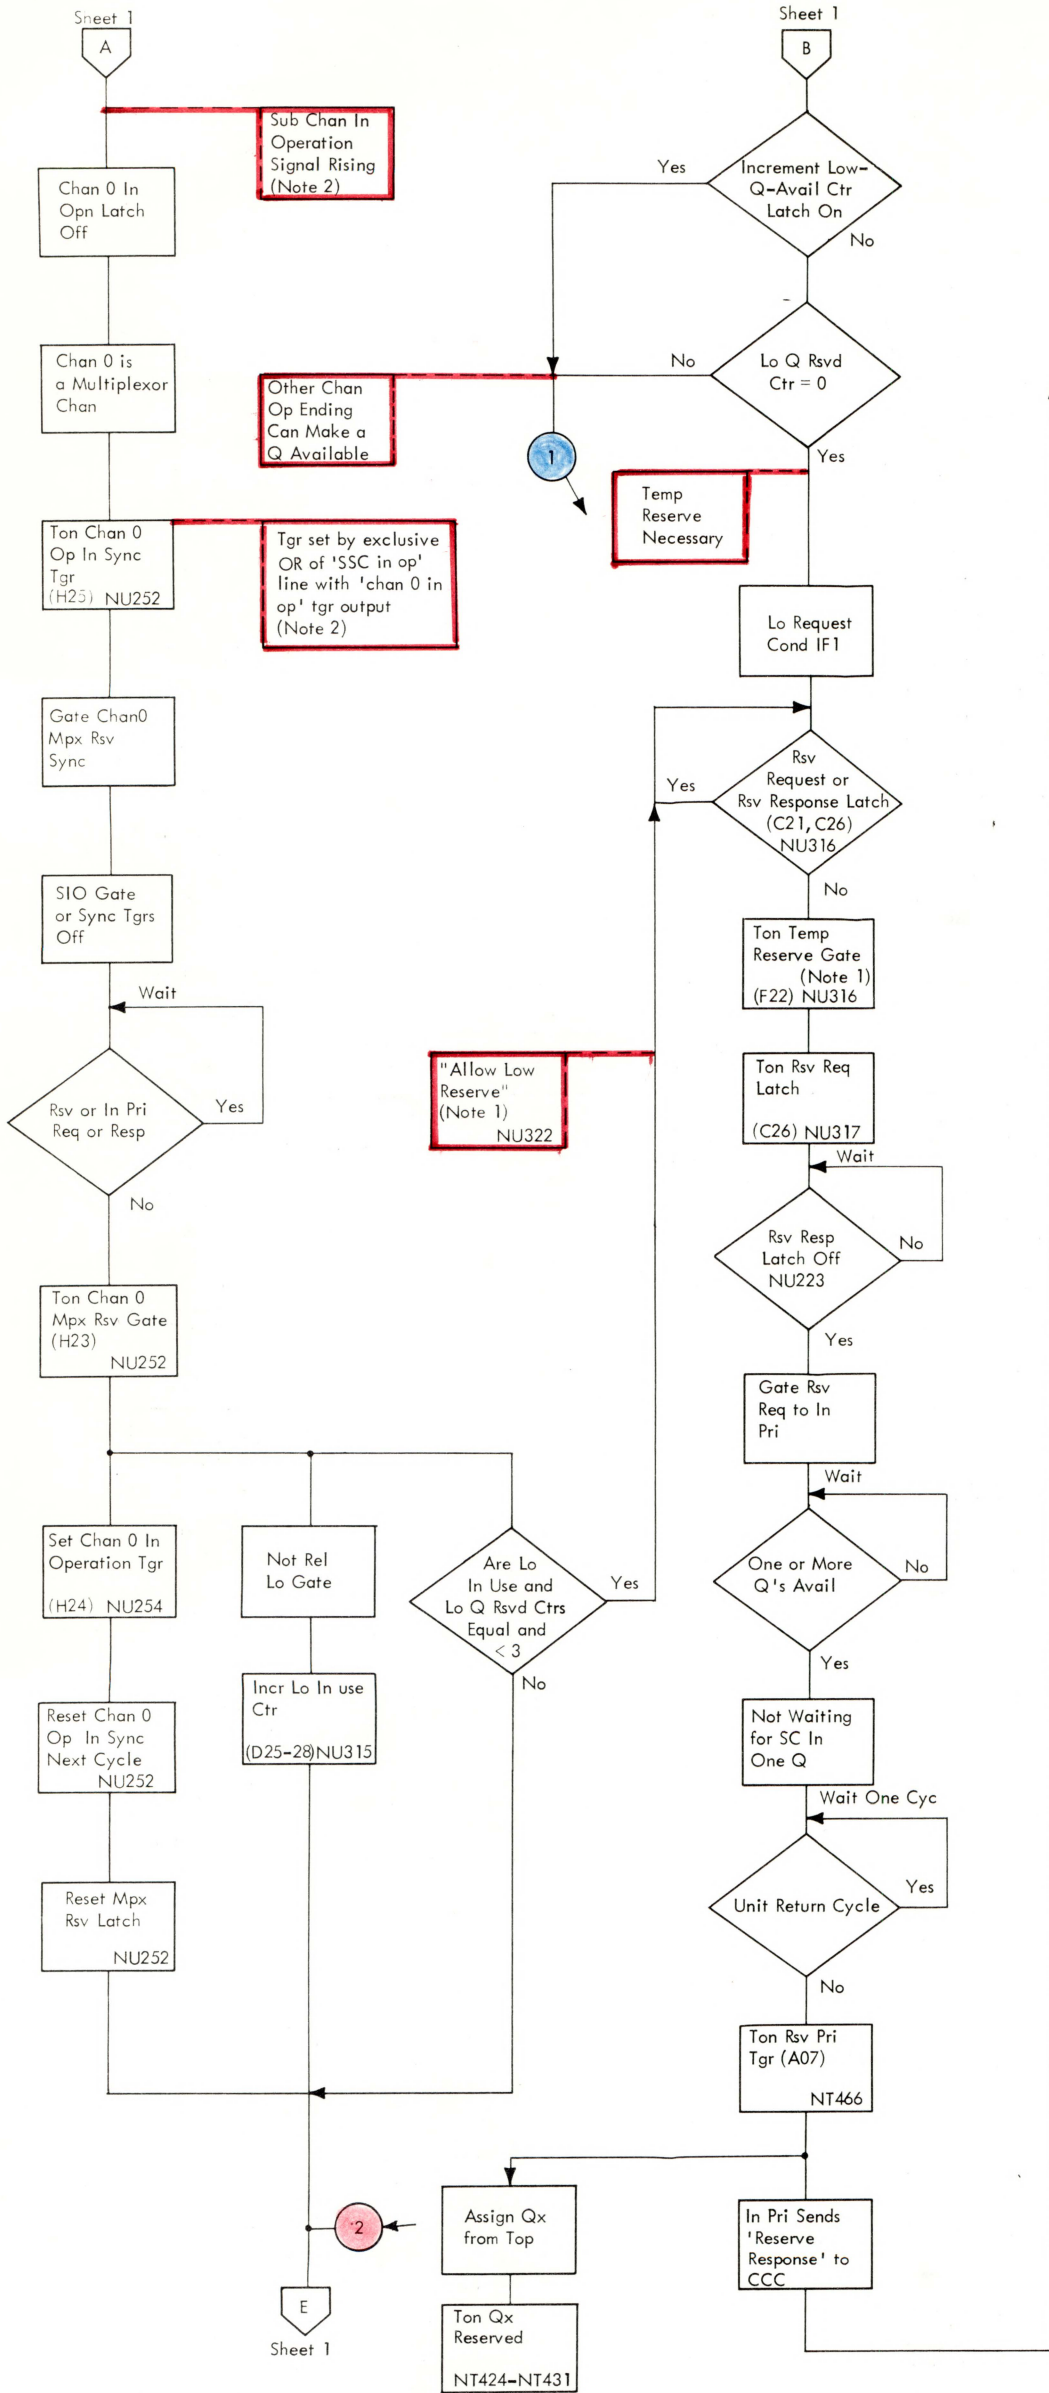 Sheet 1
A
Sub Chan In
Operation
Signal Rising
(Note 2)
Chan 0 In
Opn Latch
Off
Chan 0 is
a Multiplexor
Chan
Other Chan
Op Ending
Can Make a
Q Available
1
Ton Chan 0
Op In Sync
Tgr
(H25) NU252
Tgr set by exclusive
OR of 'SSC in op'
line with 'chan 0 in
op' tgr output
(Note 2)
Gate Chan0
Mpx Rsv
Sync
SIO Gate
or Sync Tgrs
Off
Wait
Rsv or In Pri
Req or Resp
Yes
No
Ton Chan 0
Mpx Rsv Gate
(H23)
NU252
Set Chan 0 In
Operation Tgr
(H24) NU254
Reset Chan 0
Op In Sync
Next Cycle
NU252
Reset Mpx
Rsv Latch
NU252
Not Rel
Lo Gate
Incr Lo In use
Ctr
(D25-28)NU315
Are Lo
In Use and
Lo Q Rsvd Ctrs
Equal and
< 3
Yes
No
"Allow Low
Reserve"
(Note 1)
NU322
2
E
Sheet 1
Sheet 1
B
Increment Low-
Q-Avail Ctr
Latch On
Yes
No
Lo Q Rsvd
Ctr = 0
No
Yes
Temp
Reserve
Necessary
Lo Request
Cond IF1
Rsv
Request or
Rsv Response Latch
(C21, C26)
NU316
Yes
No
Ton Temp
Reserve Gate
(Note 1)
(F22) NU316
Ton Rsv Req
Latch
(C26) NU317
Wait
Rsv Resp
Latch Off
NU223
No
Yes
Gate Rsv
Req to In
Pri
Wait
One or More
Q's Avail
No
Yes
Not Waiting
for SC In
One Q
Wait One Cyc
Unit Return Cycle
Yes
No
Ton Rsv Pri
Tgr (A07)
NT466
Assign Qx
from Top
Ton Qx
Reserved
NT424-NT431
In Pri Sends
'Reserve
Response' to
CCC